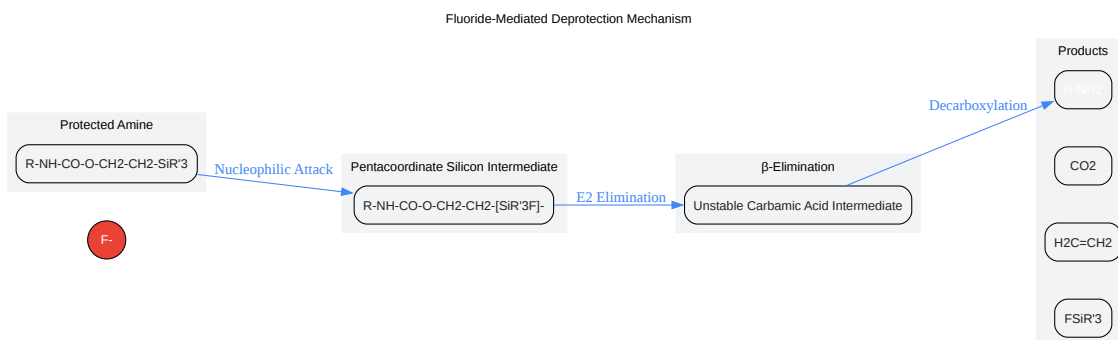 Fluoride-Mediated Deprotection Mechanism
Protected Amine
R-NH-CO-O-CH2-CH2-SiR'3
F-
Nucleophilic Attack
Pentacoordinate Silicon Intermediate
R-NH-CO-O-CH2-CH2-[SiR'3F]-
E2 Elimination
β-Elimination
Unstable Carbamic Acid Intermediate
Decarboxylation
Products
R-NH2
CO2
H2C=CH2
FSiR'3